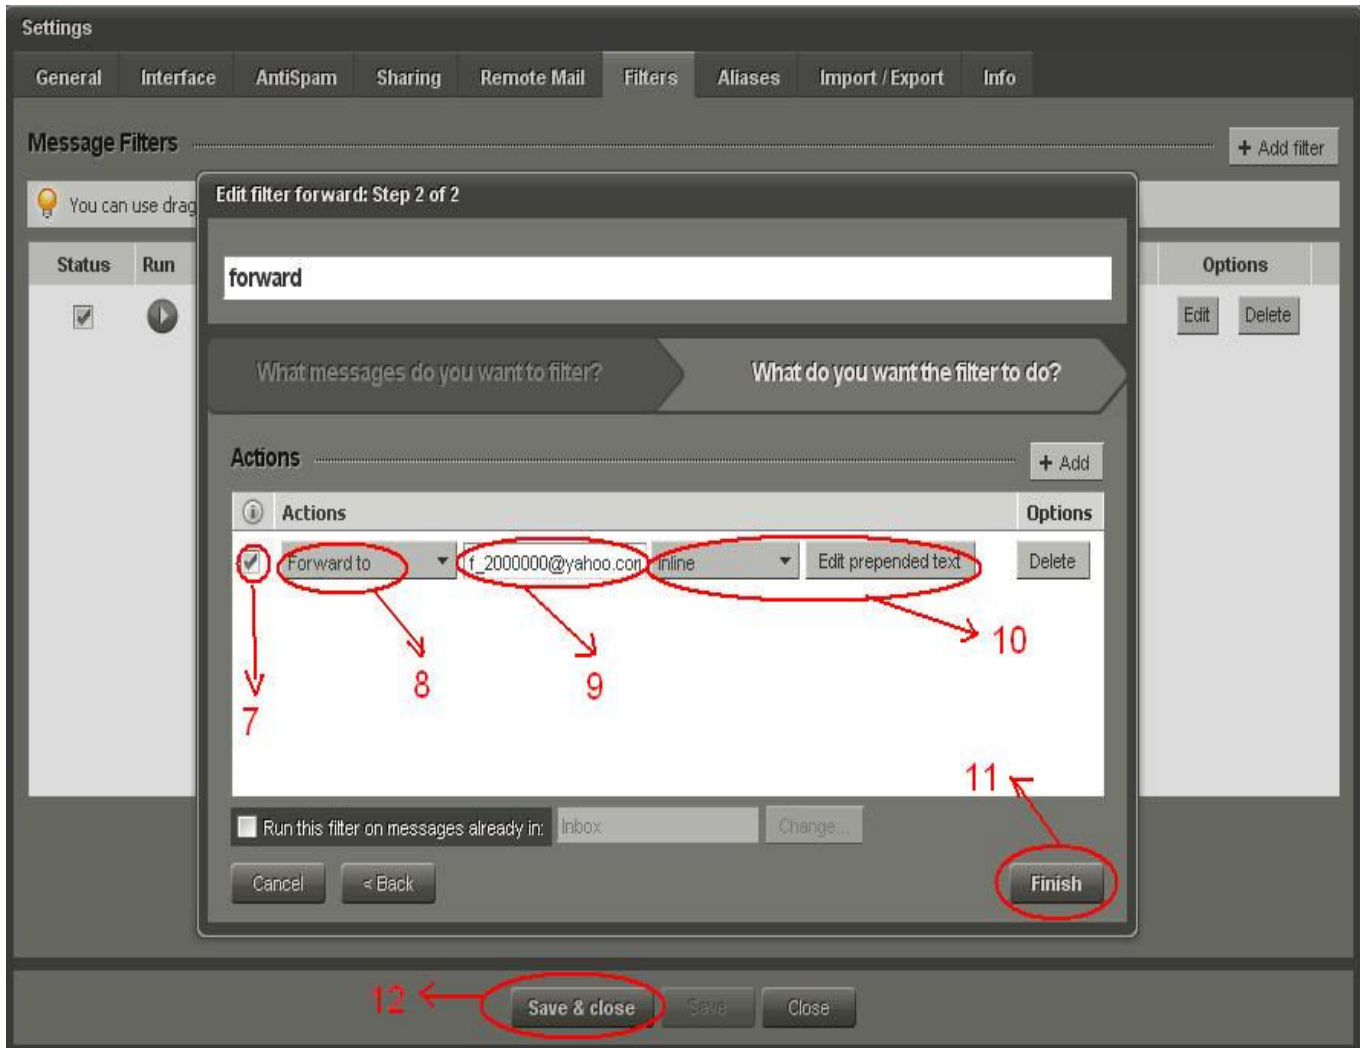 Settings
General Interface AntiSpam Sharing Remote Mail Filters Aliases Import / Export Info
Message Filters + Add filter
You can use drag
Edit filter forward: Step 2 of 2
Status Run Options
forward
Edit Delete
What messages do you want to filter? What do you want the filter to do?
Actions + Add
Actions Options
Forward to f_2000000@yahoo.con Inline Edit prepended text Delete
7 8 9 10
11
Run this filter on messages already in: Inbox Change...
Cancel < Back Finish
12 Save & close Save Close